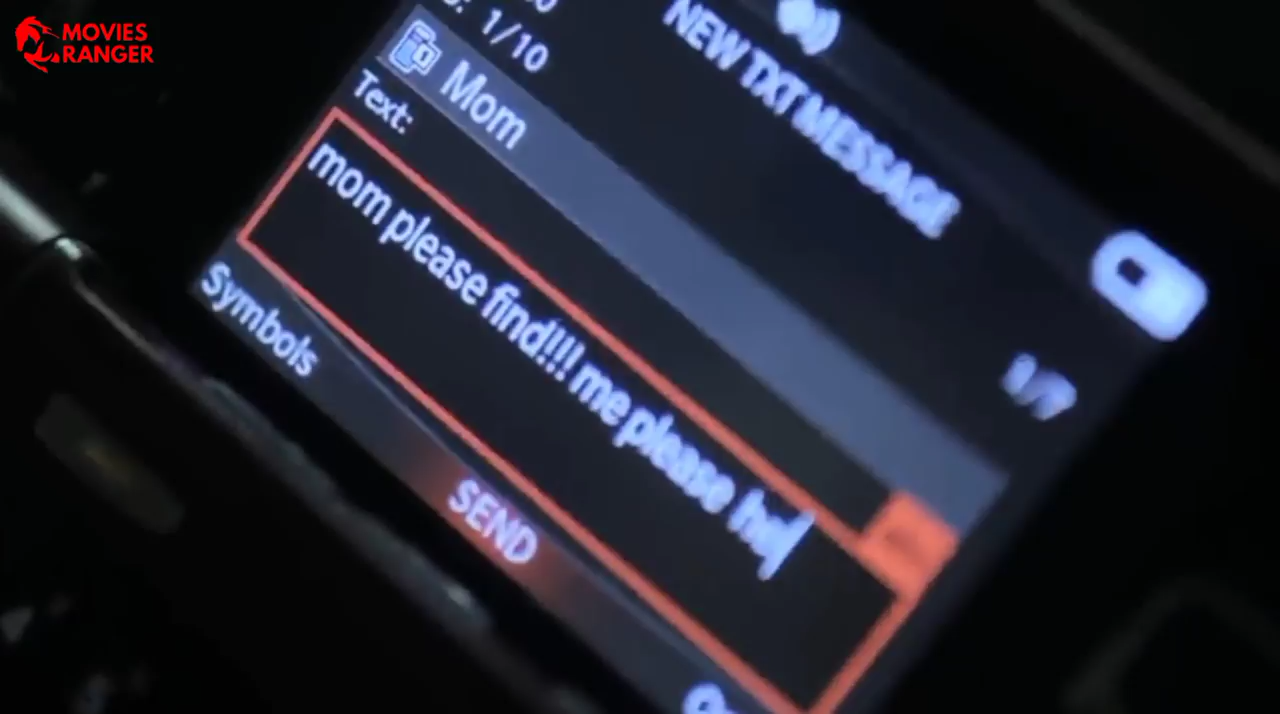 MOVIES
RANGER
NEW TXT MESSAGE
1/10
Mom
Text:
mom please find!!! me please
Symbols
SEND